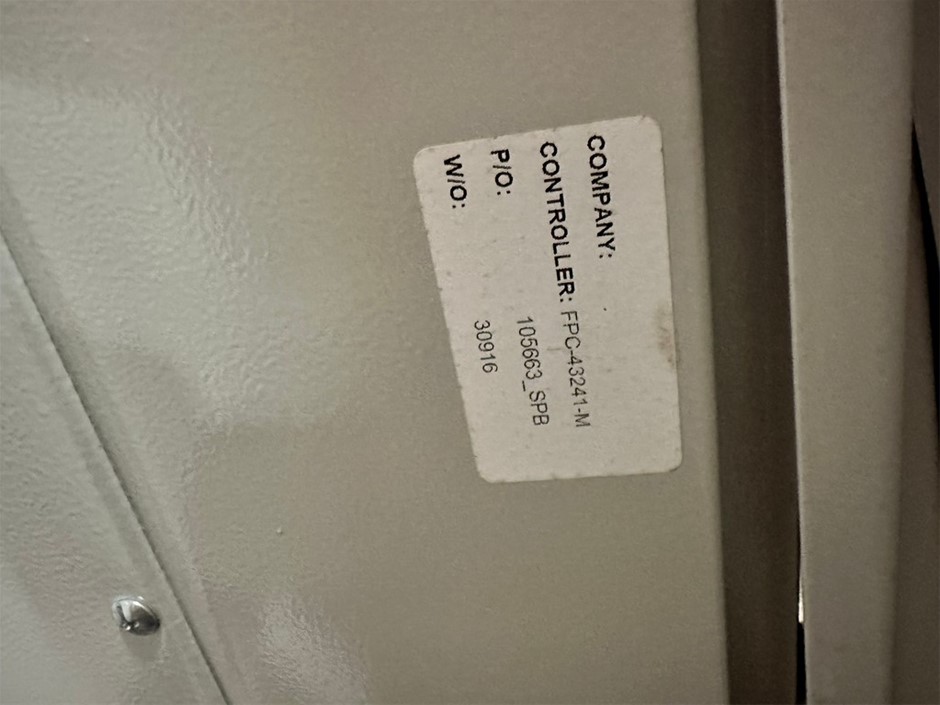 COMPANY:
CONTROLLER: FPC-43241-M
P/O: 105663_SPB
W/O: 30916